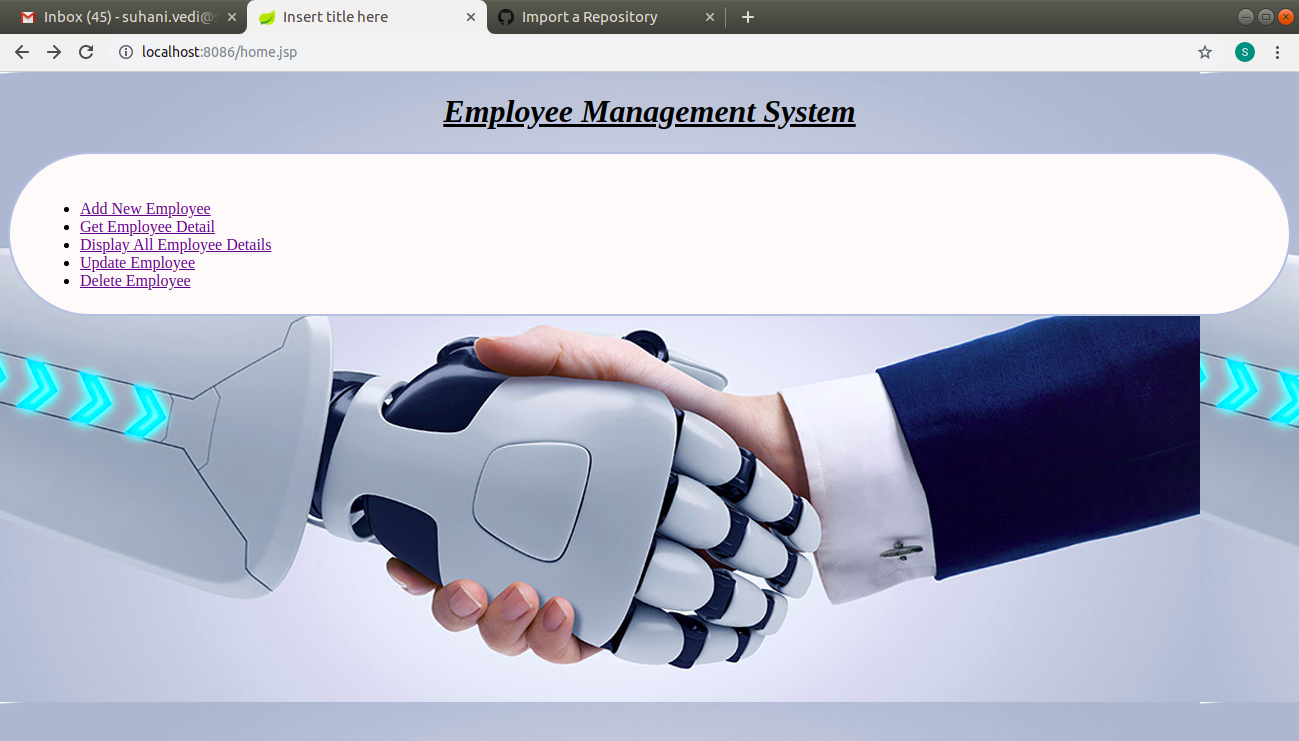 Inbox (45) - suhani.vedi@
Insert title here
Import a Repository
localhost:8086/home.jsp
S
Employee Management System
Add New Employee
Get Employee Detail
Display All Employee Details
Update Employee
Delete Employee